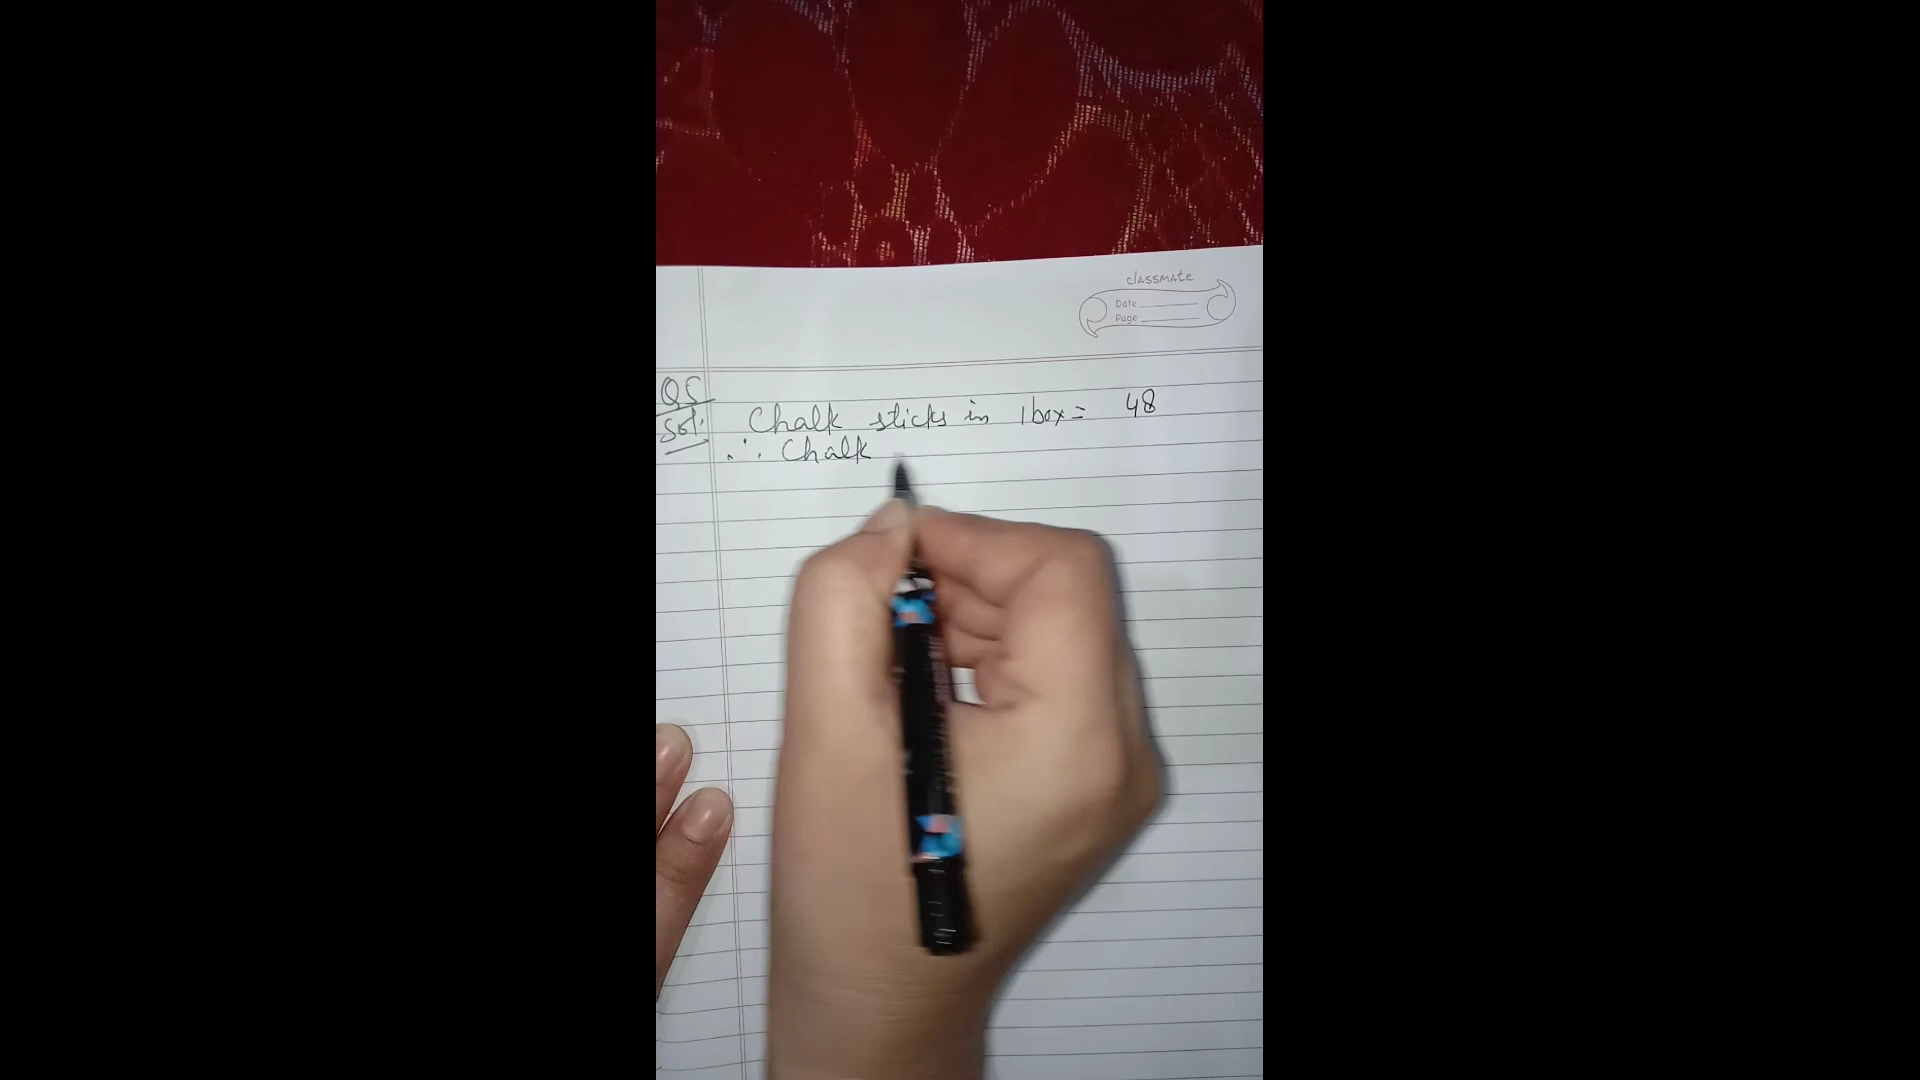 classmate
Date
Page
Q5
Sol: Chalk sticks in 1 box = 48
∴ Chalk